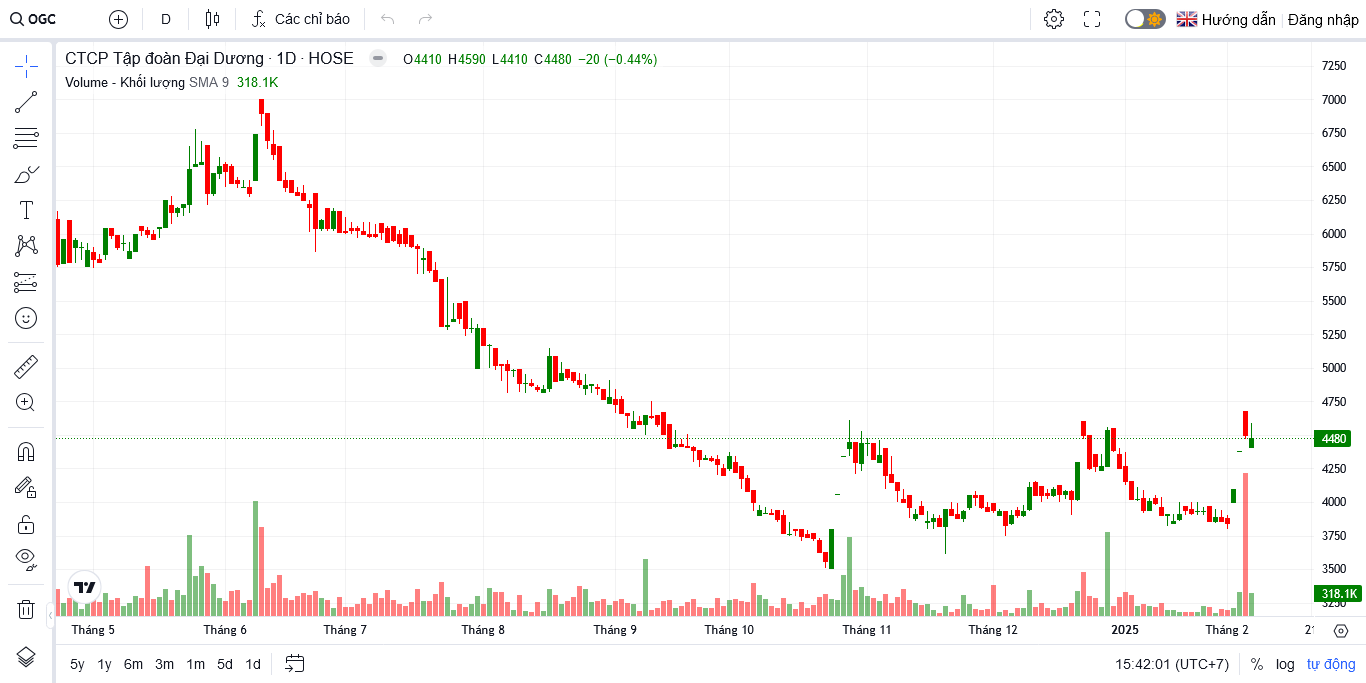 OGC D Các chỉ báo Hướng dẫn Đăng nhập
CTCP Tập đoàn Đại Dương · 1D · HOSE O4410 H4590 L4410 C4480 −20 (−0.44%)
Volume - Khối lượng SMA 9 318.1K
7250
7000
6750
6500
6250
6000
5750
5500
5250
5000
4750
4480
4250
4000
3750
3500
318.1K
3250
Tháng 5 Tháng 6 Tháng 7 Tháng 8 Tháng 9 Tháng 10 Tháng 11 Tháng 12 2025 Tháng 2
5y 1y 6m 3m 1m 5d 1d 15:42:01 (UTC+7) % log tự động